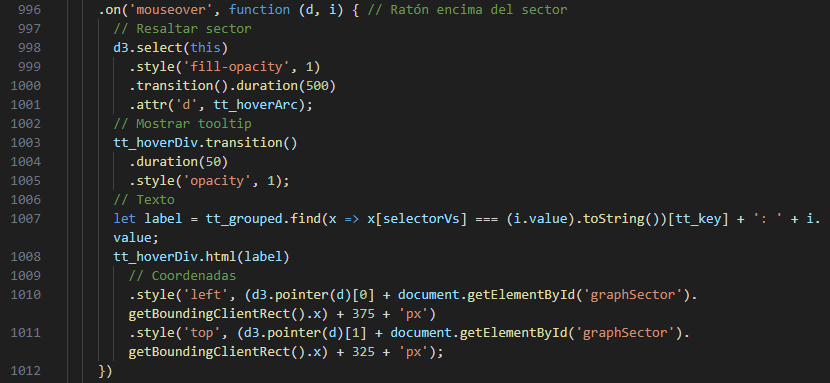 996 .on('mouseover', function (d, i) { // Ratón encima del sector
997 // Resaltar sector
998 d3.select(this)
999 .style('fill-opacity', 1)
1000 .transition().duration(500)
1001 .attr('d', tt_hoverArc);
1002 // Mostrar tooltip
1003 tt_hoverDiv.transition()
1004 .duration(50)
1005 .style('opacity', 1);
1006 // Texto
1007 let label = tt_grouped.find(x => x[selectorVs] === (i.value).toString())[tt_key] + ': ' + i.
value;
1008 tt_hoverDiv.html(label)
1009 // Coordenadas
1010 .style('left', (d3.pointer(d)[0] + document.getElementById('graphSector').
getBoundingClientRect().x) + 375 + 'px')
1011 .style('top', (d3.pointer(d)[1] + document.getElementById('graphSector').
getBoundingClientRect().x) + 325 + 'px');
1012 })